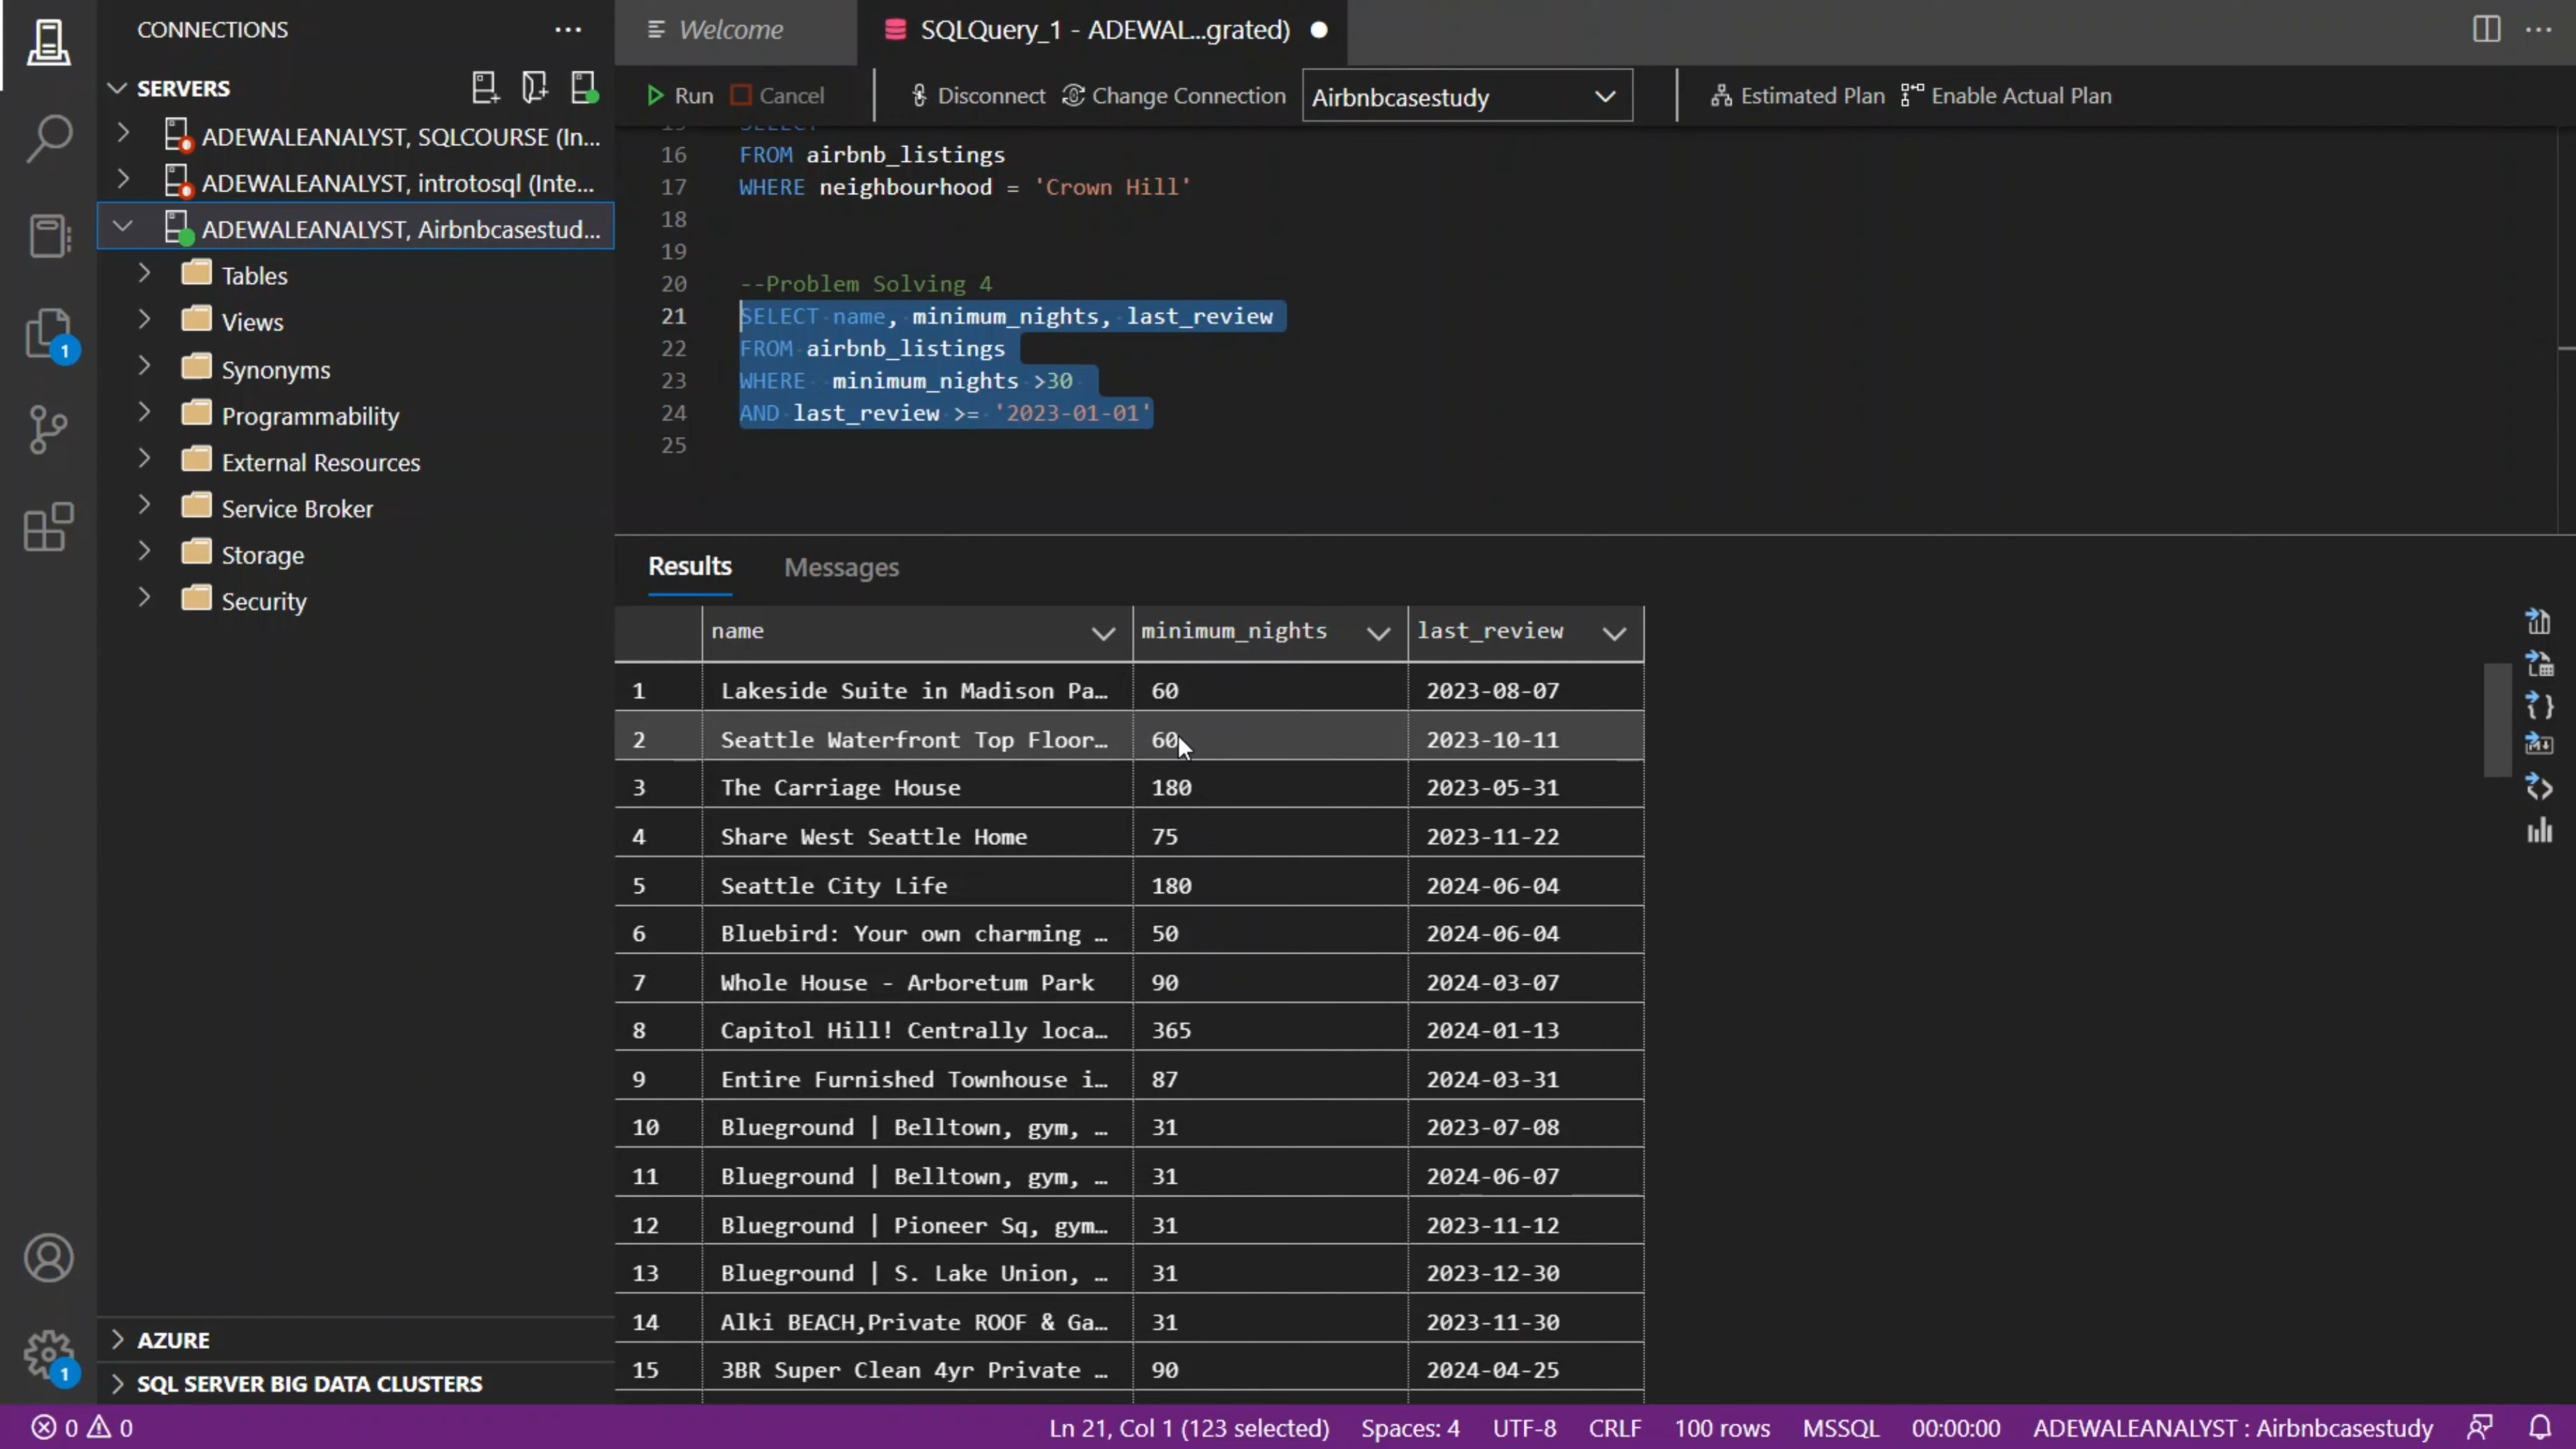 CONNECTIONS
SERVERS
ADEWALEANALYST, SQLCOURSE (In...
ADEWALEANALYST, introtosql (Inte...
ADEWALEANALYST, Airbnbcasestud...
Tables
Views
Synonyms
Programmability
External Resources
Service Broker
Storage
Security
AZURE
SQL SERVER BIG DATA CLUSTERS
1
1
Welcome
SQLQuery_1 - ADEWAL...grated)
Run Cancel Disconnect Change Connection Airbnbcasestudy Estimated Plan Enable Actual Plan
16 FROM airbnb_listings
17 WHERE neighbourhood = 'Crown Hill'
18
19
20 --Problem Solving 4
21 SELECT name, minimum_nights, last_review
22 FROM airbnb_listings
23 WHERE minimum_nights >30
24 AND last_review >= '2023-01-01'
25
Results Messages
name minimum_nights last_review
1 Lakeside Suite in Madison Pa… 60 2023-08-07
2 Seattle Waterfront Top Floor… 60 2023-10-11
3 The Carriage House 180 2023-05-31
4 Share West Seattle Home 75 2023-11-22
5 Seattle City Life 180 2024-06-04
6 Bluebird: Your own charming … 50 2024-06-04
7 Whole House - Arboretum Park 90 2024-03-07
8 Capitol Hill! Centrally loca… 365 2024-01-13
9 Entire Furnished Townhouse i… 87 2024-03-31
10 Blueground | Belltown, gym, … 31 2023-07-08
11 Blueground | Belltown, gym, … 31 2024-06-07
12 Blueground | Pioneer Sq, gym… 31 2023-11-12
13 Blueground | S. Lake Union, … 31 2023-12-30
14 Alki BEACH,Private ROOF & Ga… 31 2023-11-30
15 3BR Super Clean 4yr Private … 90 2024-04-25
0 0 Ln 21, Col 1 (123 selected) Spaces: 4 UTF-8 CRLF 100 rows MSSQL 00:00:00 ADEWALEANALYST : Airbnbcasestudy